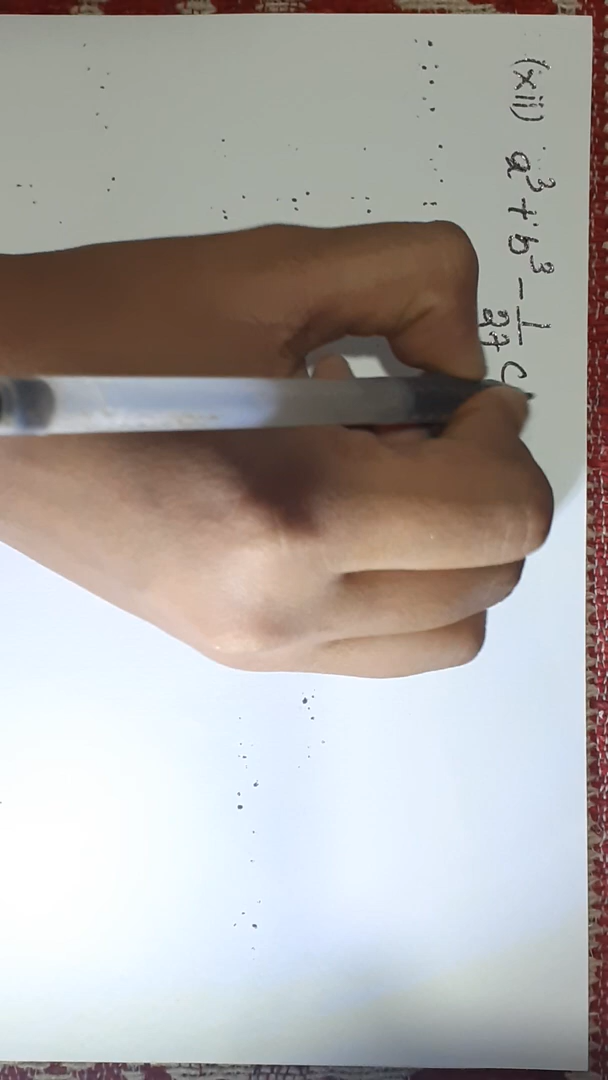 (xii) a³ + b³ - 1/27 c